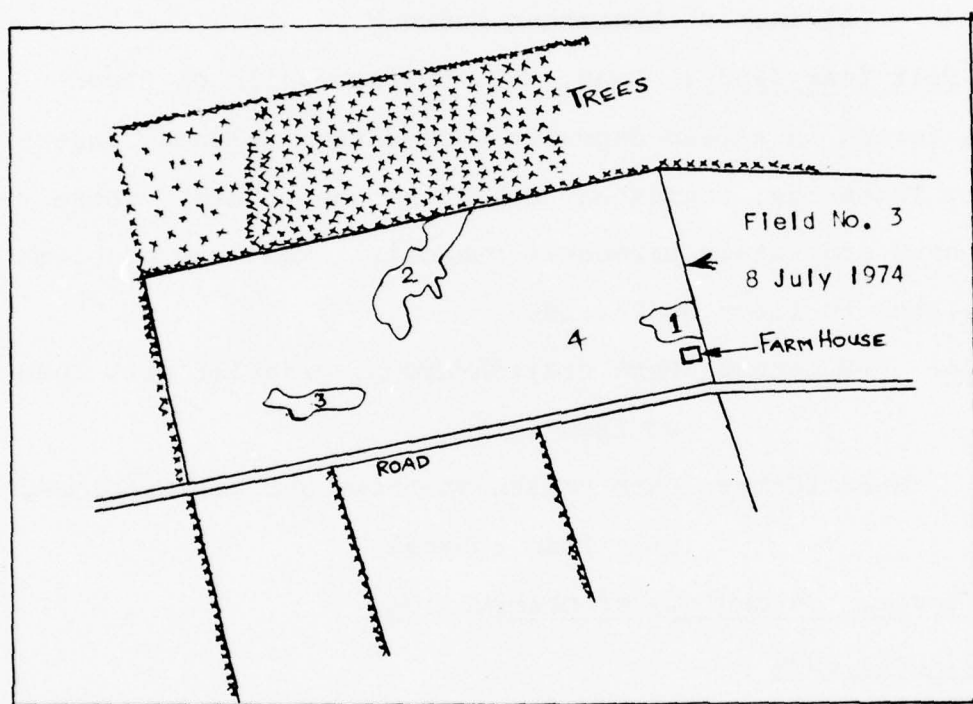 TREES
Field No. 3
8 July 1974
2
1
4
FARM HOUSE
3
ROAD